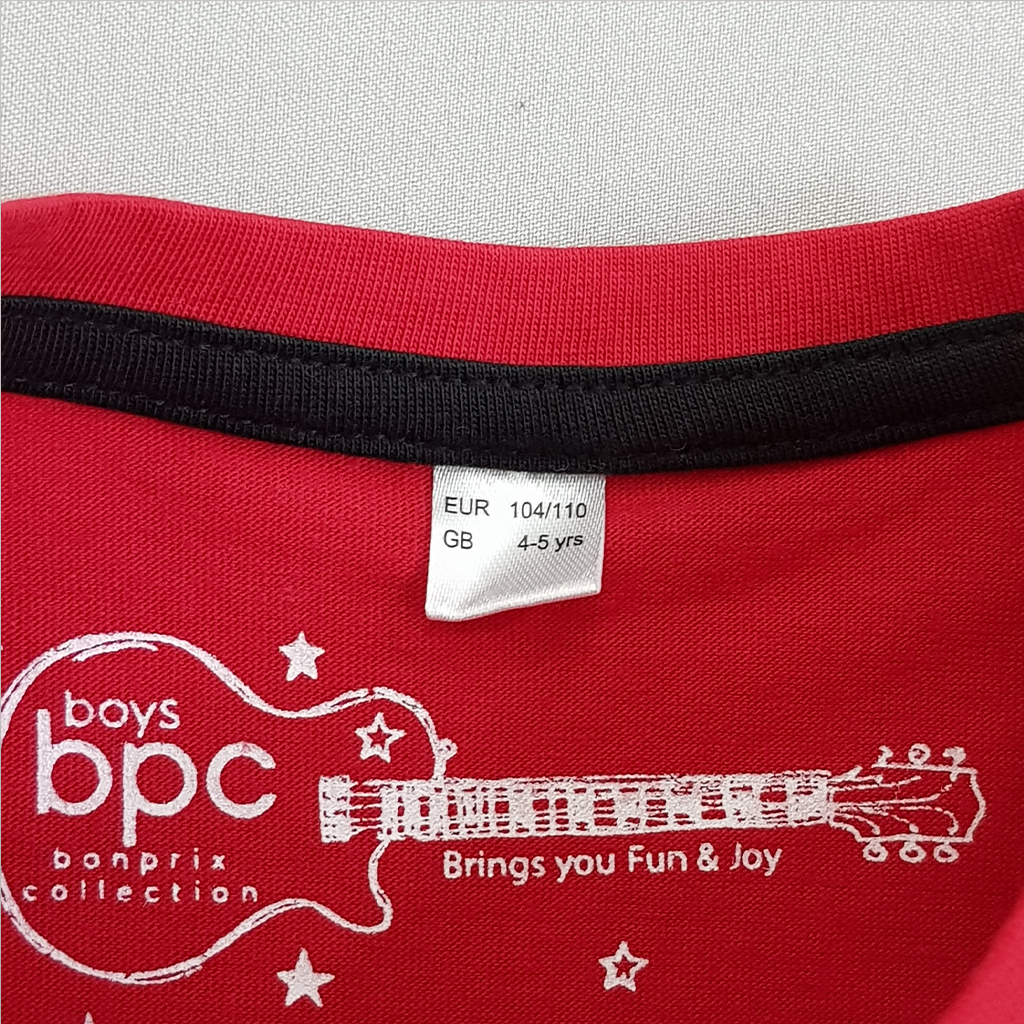 EUR 104/110
GB 4-5 yrs
boys
bpc
bonprix
collection
Brings you Fun & Joy